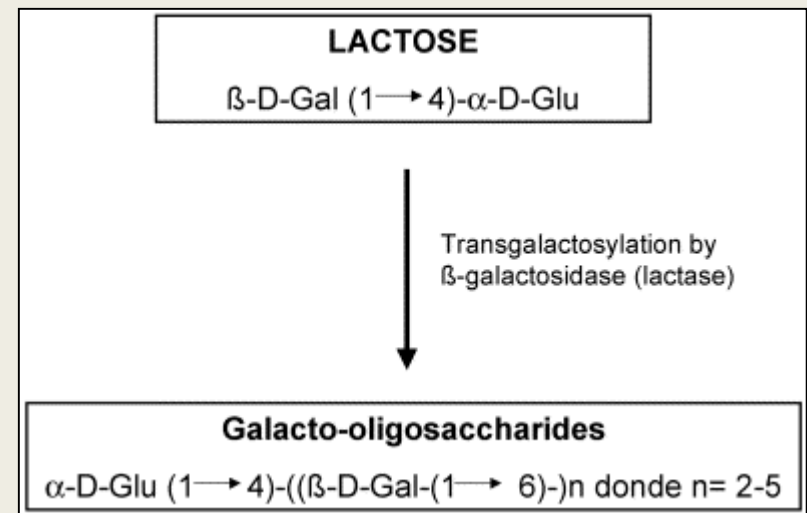 LACTOSE
ß-D-Gal (1⟶4)-α-D-Glu
Transgalactosylation by
ß-galactosidase (lactase)
Galacto-oligosaccharides
α-D-Glu (1⟶4)-((ß-D-Gal-(1⟶ 6)-)n donde n= 2-5